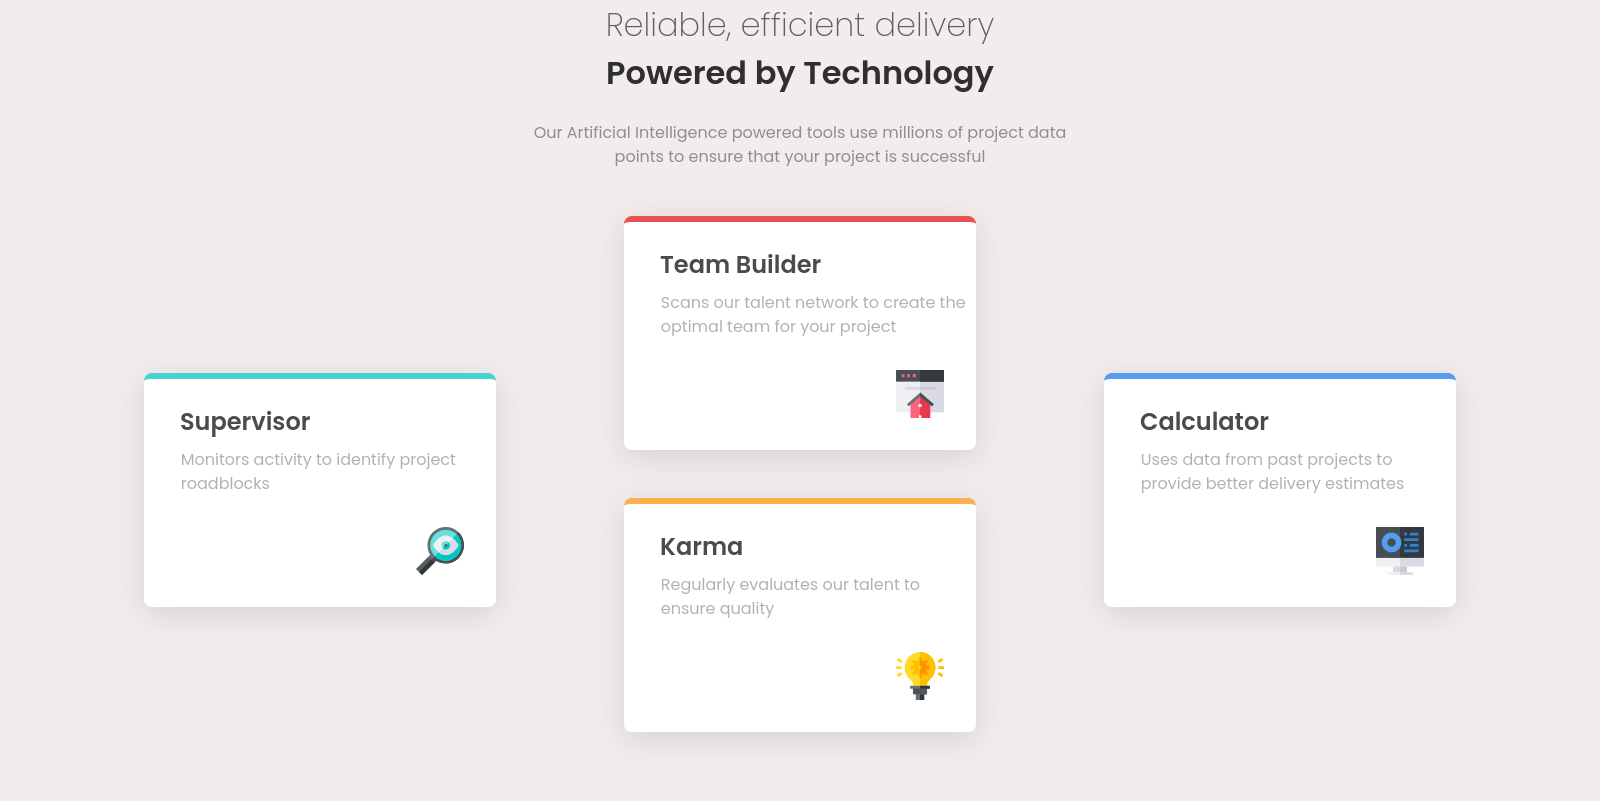 Reliable, efficient delivery
Powered by Technology
Our Artificial Intelligence powered tools use millions of project data
points to ensure that your project is successful
Supervisor
Monitors activity to identify project
roadblocks
Team Builder
Scans our talent network to create the
optimal team for your project
Karma
Regularly evaluates our talent to
ensure quality
Calculator
Uses data from past projects to
provide better delivery estimates